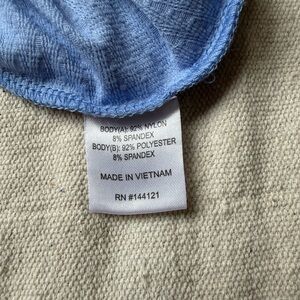 BODY(A): 92% NYLON
8% SPANDEX
BODY(B): 92% POLYESTER
8% SPANDEX
MADE IN VIETNAM
RN #144121